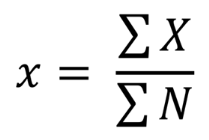 x = ∑X / ∑N